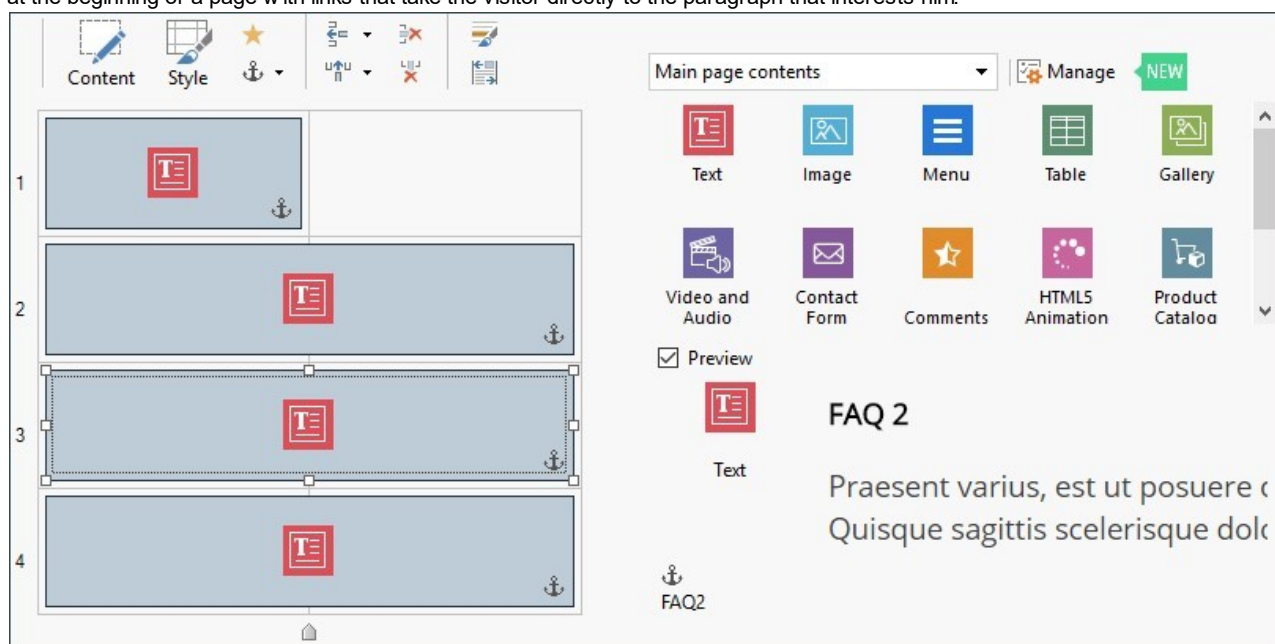 at the beginning of a page with links that take the visitor directly to the paragraph that interests him.
Content Style
Main page contents Manage NEW
Text Image Menu Table Gallery
Video and Audio Contact Form Comments HTML5 Animation Product Catalog
1
2
3
4
Preview
Text
FAQ 2
Praesent varius, est ut posuere
Quisque sagittis scelerisque
FAQ2